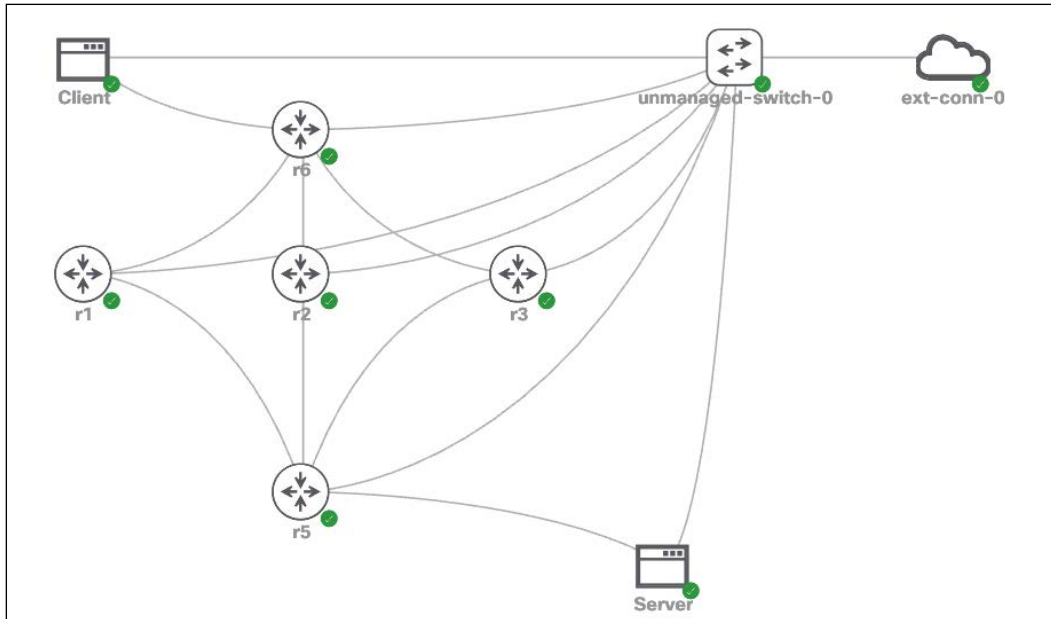 Client
unmanaged-switch-0
ext-conn-0
r6
r1
r2
r3
r5
Server